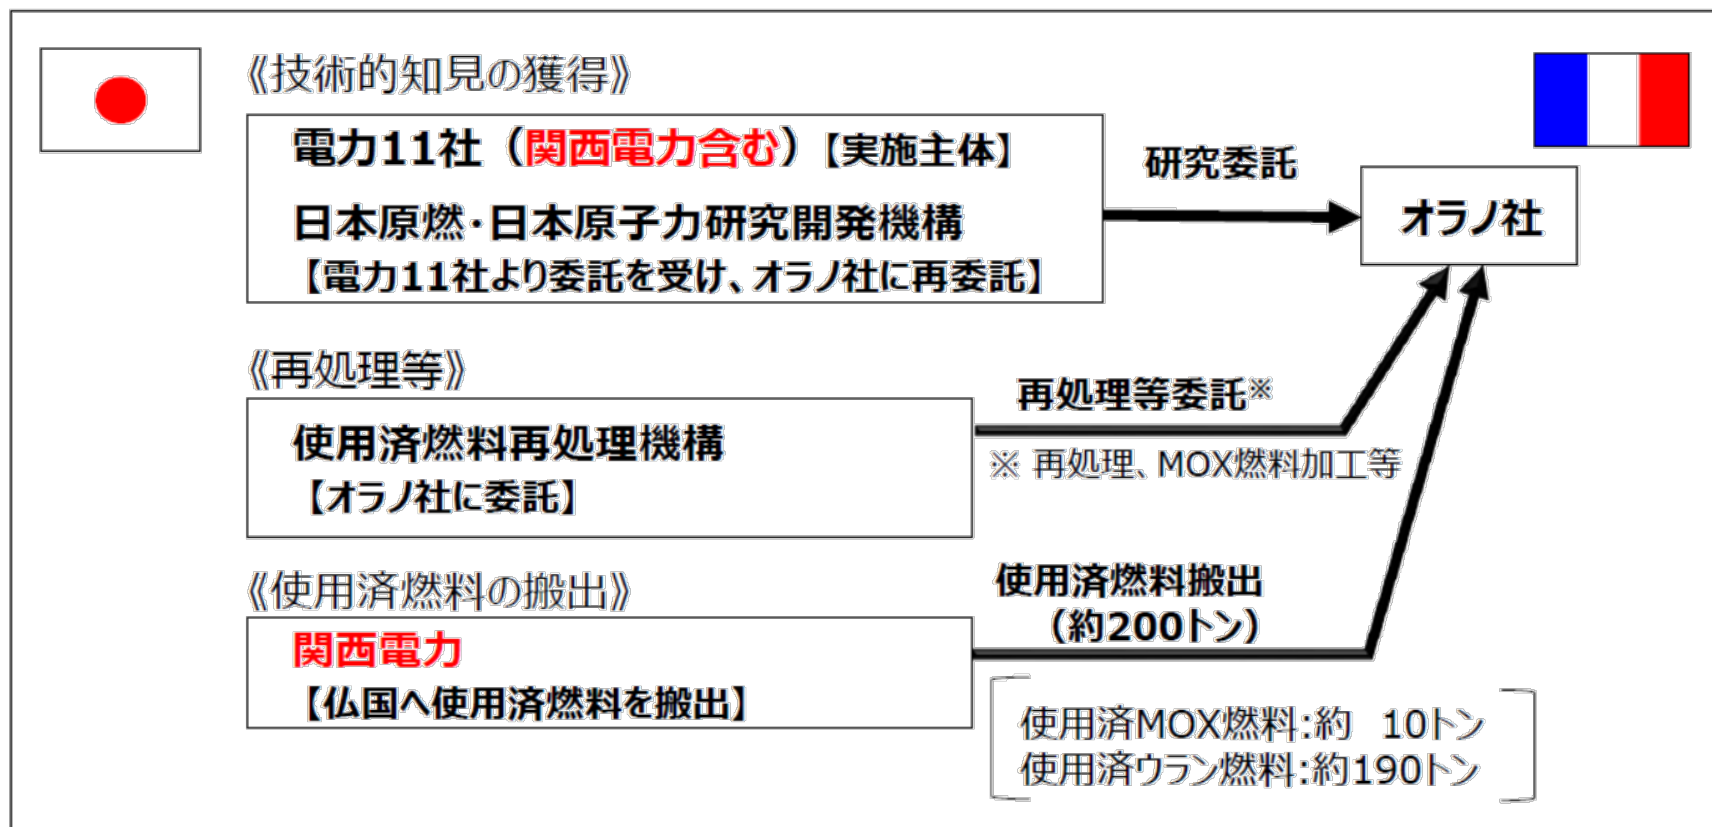 《技術的知見の獲得》
電力11社（関西電力含む）【実施主体】
日本原燃・日本原子力研究開発機構
【電力11社より委託を受け、オラノ社に再委託】
研究委託
オラノ社
《再処理等》
使用済燃料再処理機構
【オラノ社に委託】
再処理等委託※
※ 再処理、MOX燃料加工等
《使用済燃料の搬出》
関西電力
【仏国へ使用済燃料を搬出】
使用済燃料搬出
（約200トン）
使用済MOX燃料:約 10トン
使用済ウラン燃料:約190トン